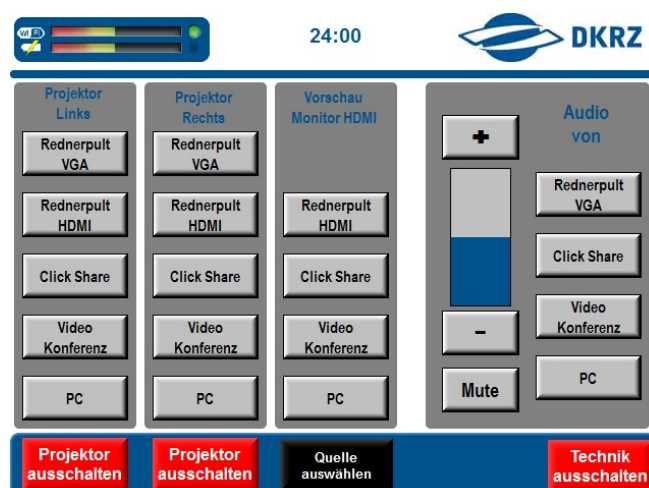 WI FI
24:00
DKRZ
Projektor
Links
Rednerpult
VGA
Rednerpult
HDMI
Click Share
Video
Konferenz
PC
Projektor
Rechts
Rednerpult
VGA
Rednerpult
HDMI
Click Share
Video
Konferenz
PC
Vorschau
Monitor HDMI
Rednerpult
HDMI
Click Share
Video
Konferenz
PC
+
−
Mute
Audio
von
Rednerpult
VGA
Click Share
Video
Konferenz
PC
Projektor
ausschalten
Projektor
ausschalten
Quelle
auswählen
Technik
ausschalten